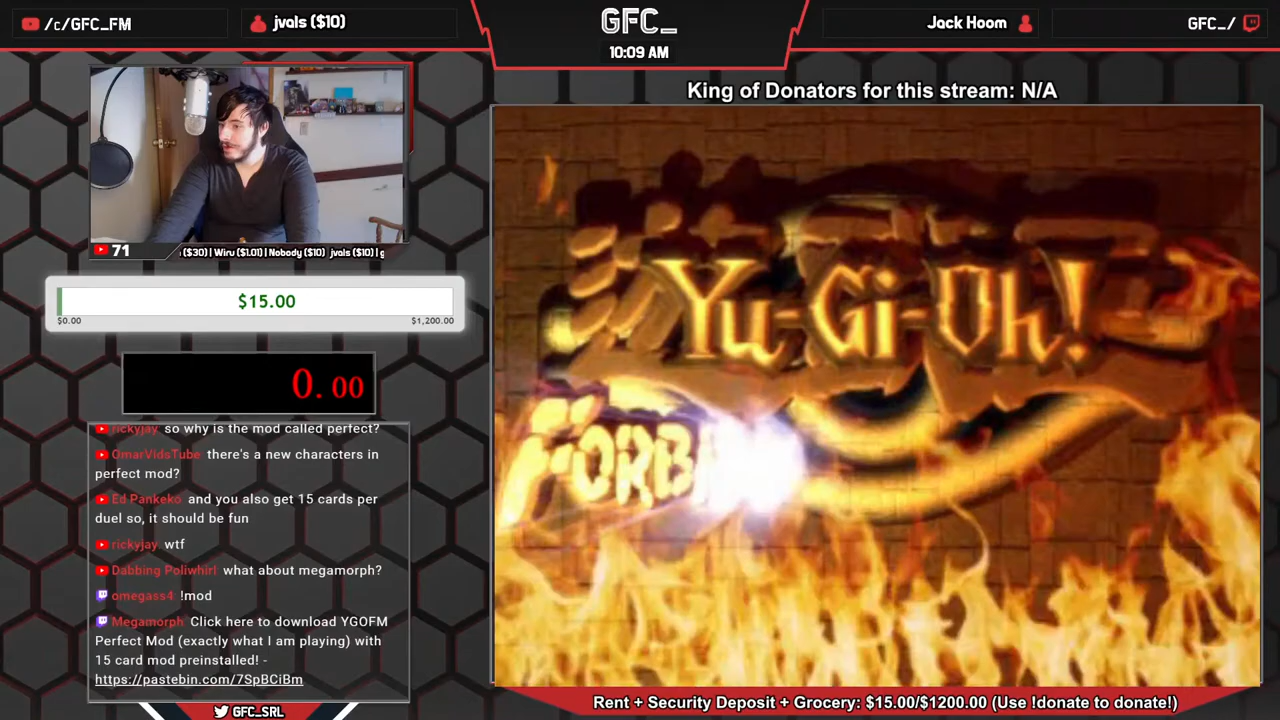 /c/GFC_FM
jvals ($10)
GFC_
10:09 AM
Jack Hoom
GFC_/
King of Donators for this stream: N/A
71
($30) | Wiru ($1.01) | Nobody ($10) jvals ($10) | g
$15.00
$0.00
$1,200.00
0.00
rickyjay so why is the mod called perfect?
OmarVidsTube there's a new characters in
perfect mod?
Ed Pankeko and you also get 15 cards per
duel so, it should be fun
rickyjay wtf
Dabbing Poliwhirl what about megamorph?
omegass4 !mod
Megamorph Click here to download YGOFM
Perfect Mod (exactly what I am playing) with
15 card mod preinstalled! -
https://pastebin.com/7SpBCiBm
GFC_SRL
Yu-Gi-Oh!
FORB
Rent + Security Deposit + Grocery: $15.00/$1200.00 (Use !donate to donate!)